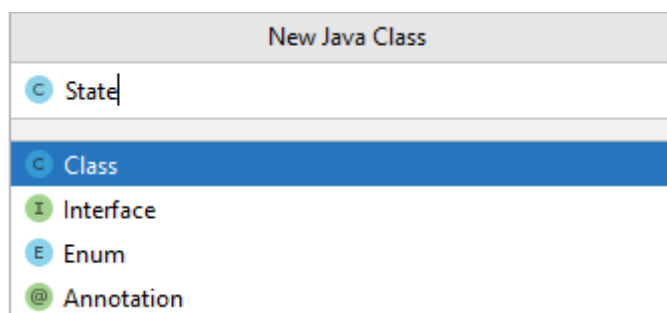 New Java Class
C State
C Class
I Interface
E Enum
@ Annotation